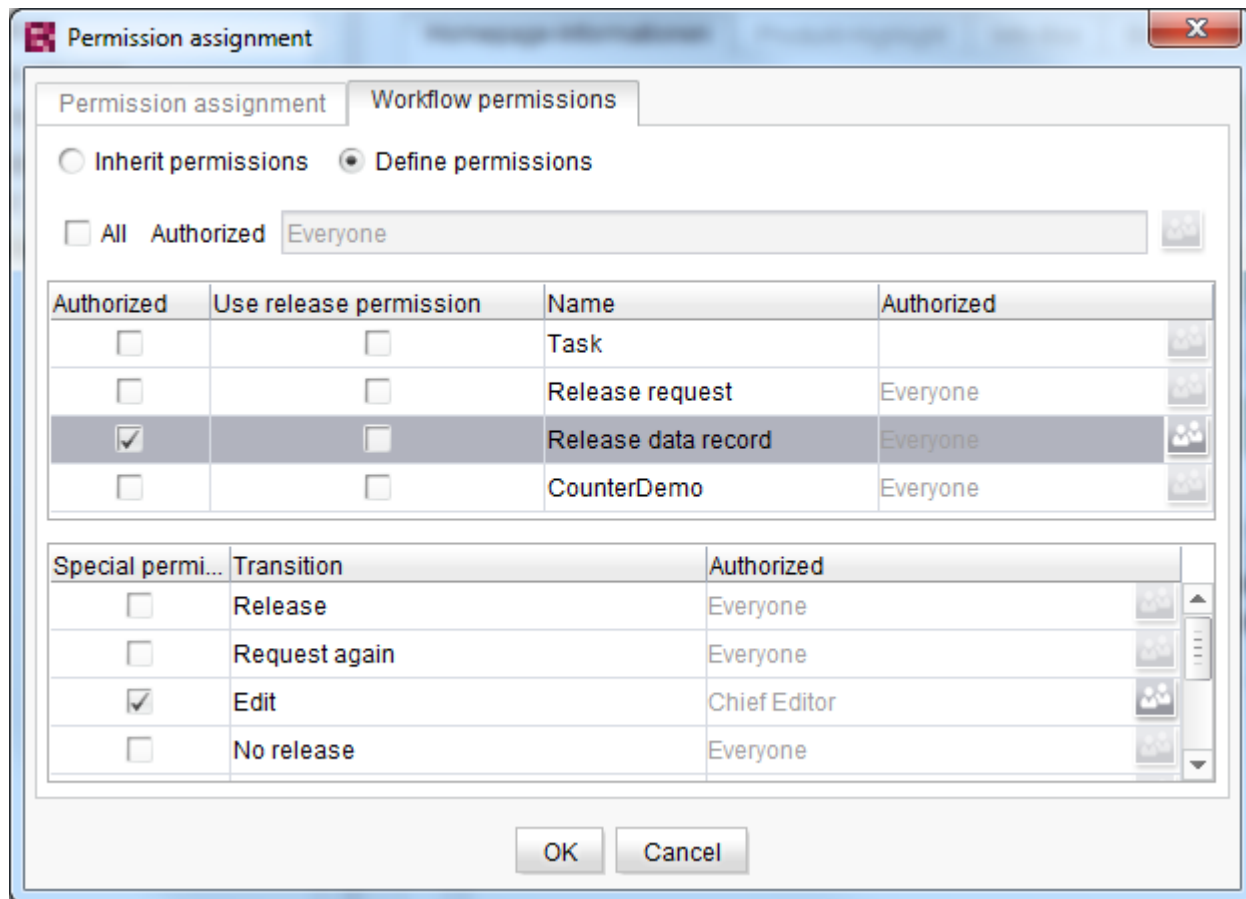 Permission assignment
Permission assignment Workflow permissions
Inherit permissions Define permissions
All Authorized Everyone
Authorized Use release permission Name Authorized
Task
Release request Everyone
Release data record Everyone
CounterDemo Everyone
Special permi... Transition Authorized
Release Everyone
Request again Everyone
Edit Chief Editor
No release Everyone
OK Cancel